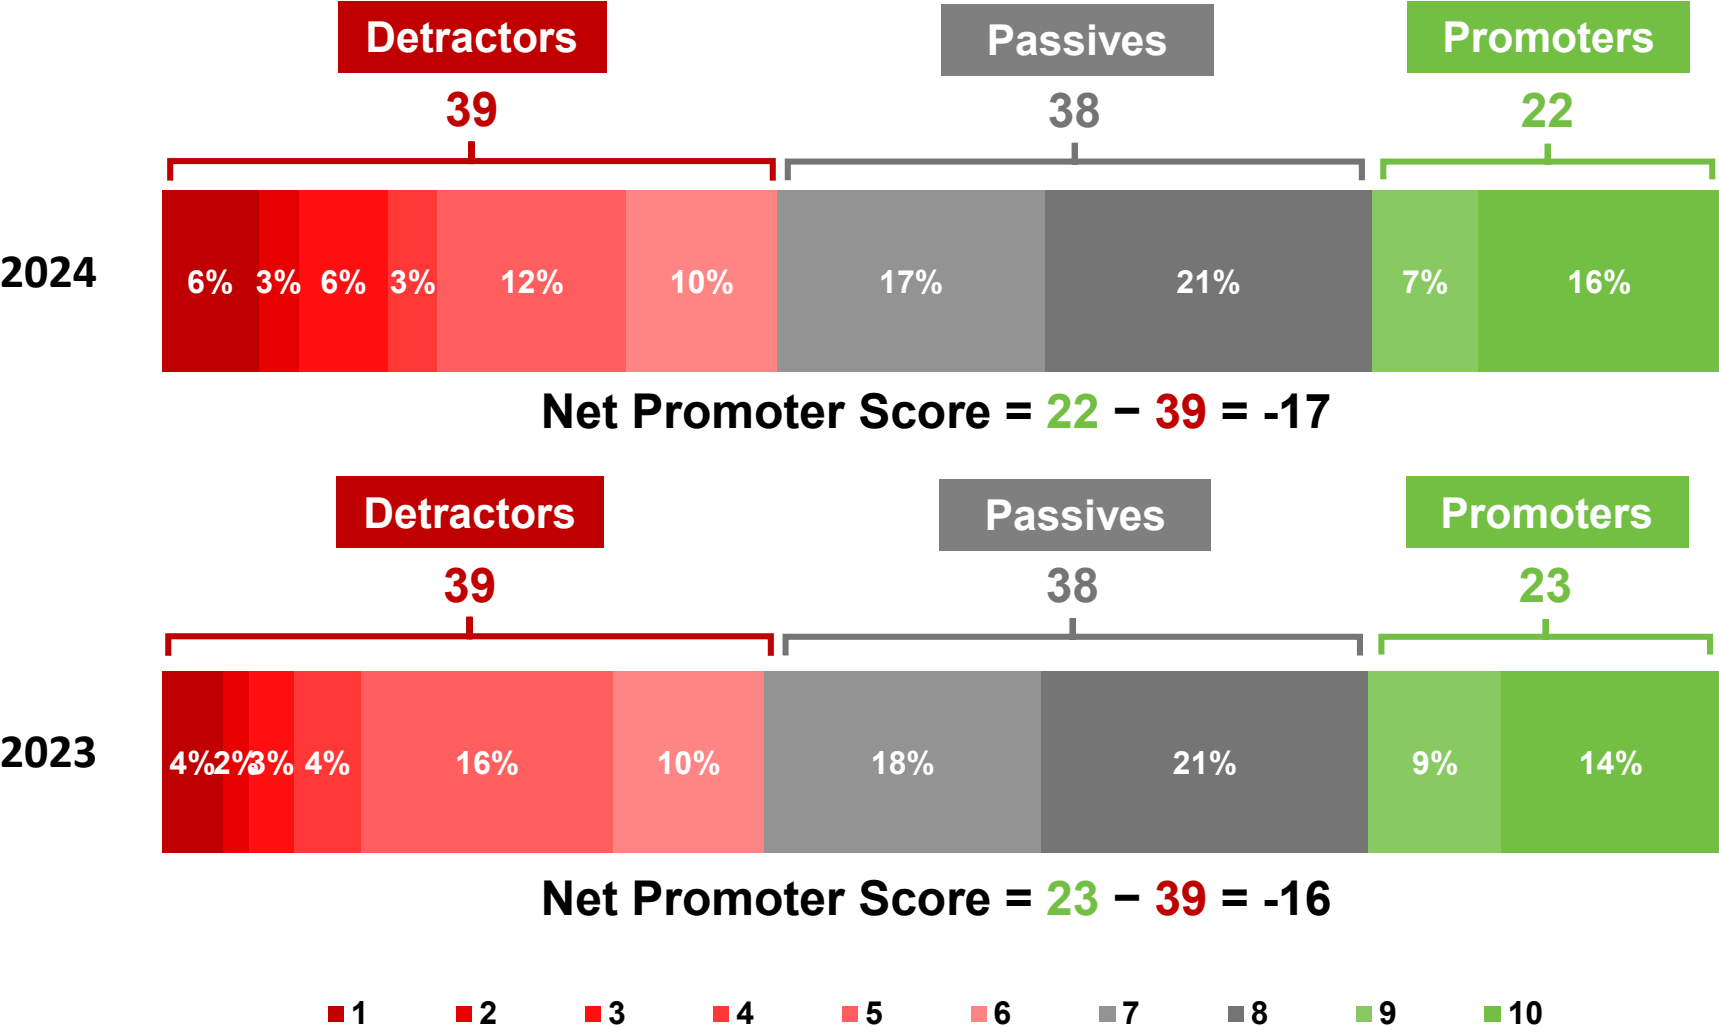 Detractors Passives Promoters
39 38 22
2024 6% 3% 6% 3% 12% 10% 17% 21% 7% 16%
Net Promoter Score = 22 – 39 = -17
Detractors Passives Promoters
39 38 23
2023 4% 2% 3% 4% 16% 10% 18% 21% 9% 14%
Net Promoter Score = 23 – 39 = -16
1 2 3 4 5 6 7 8 9 10